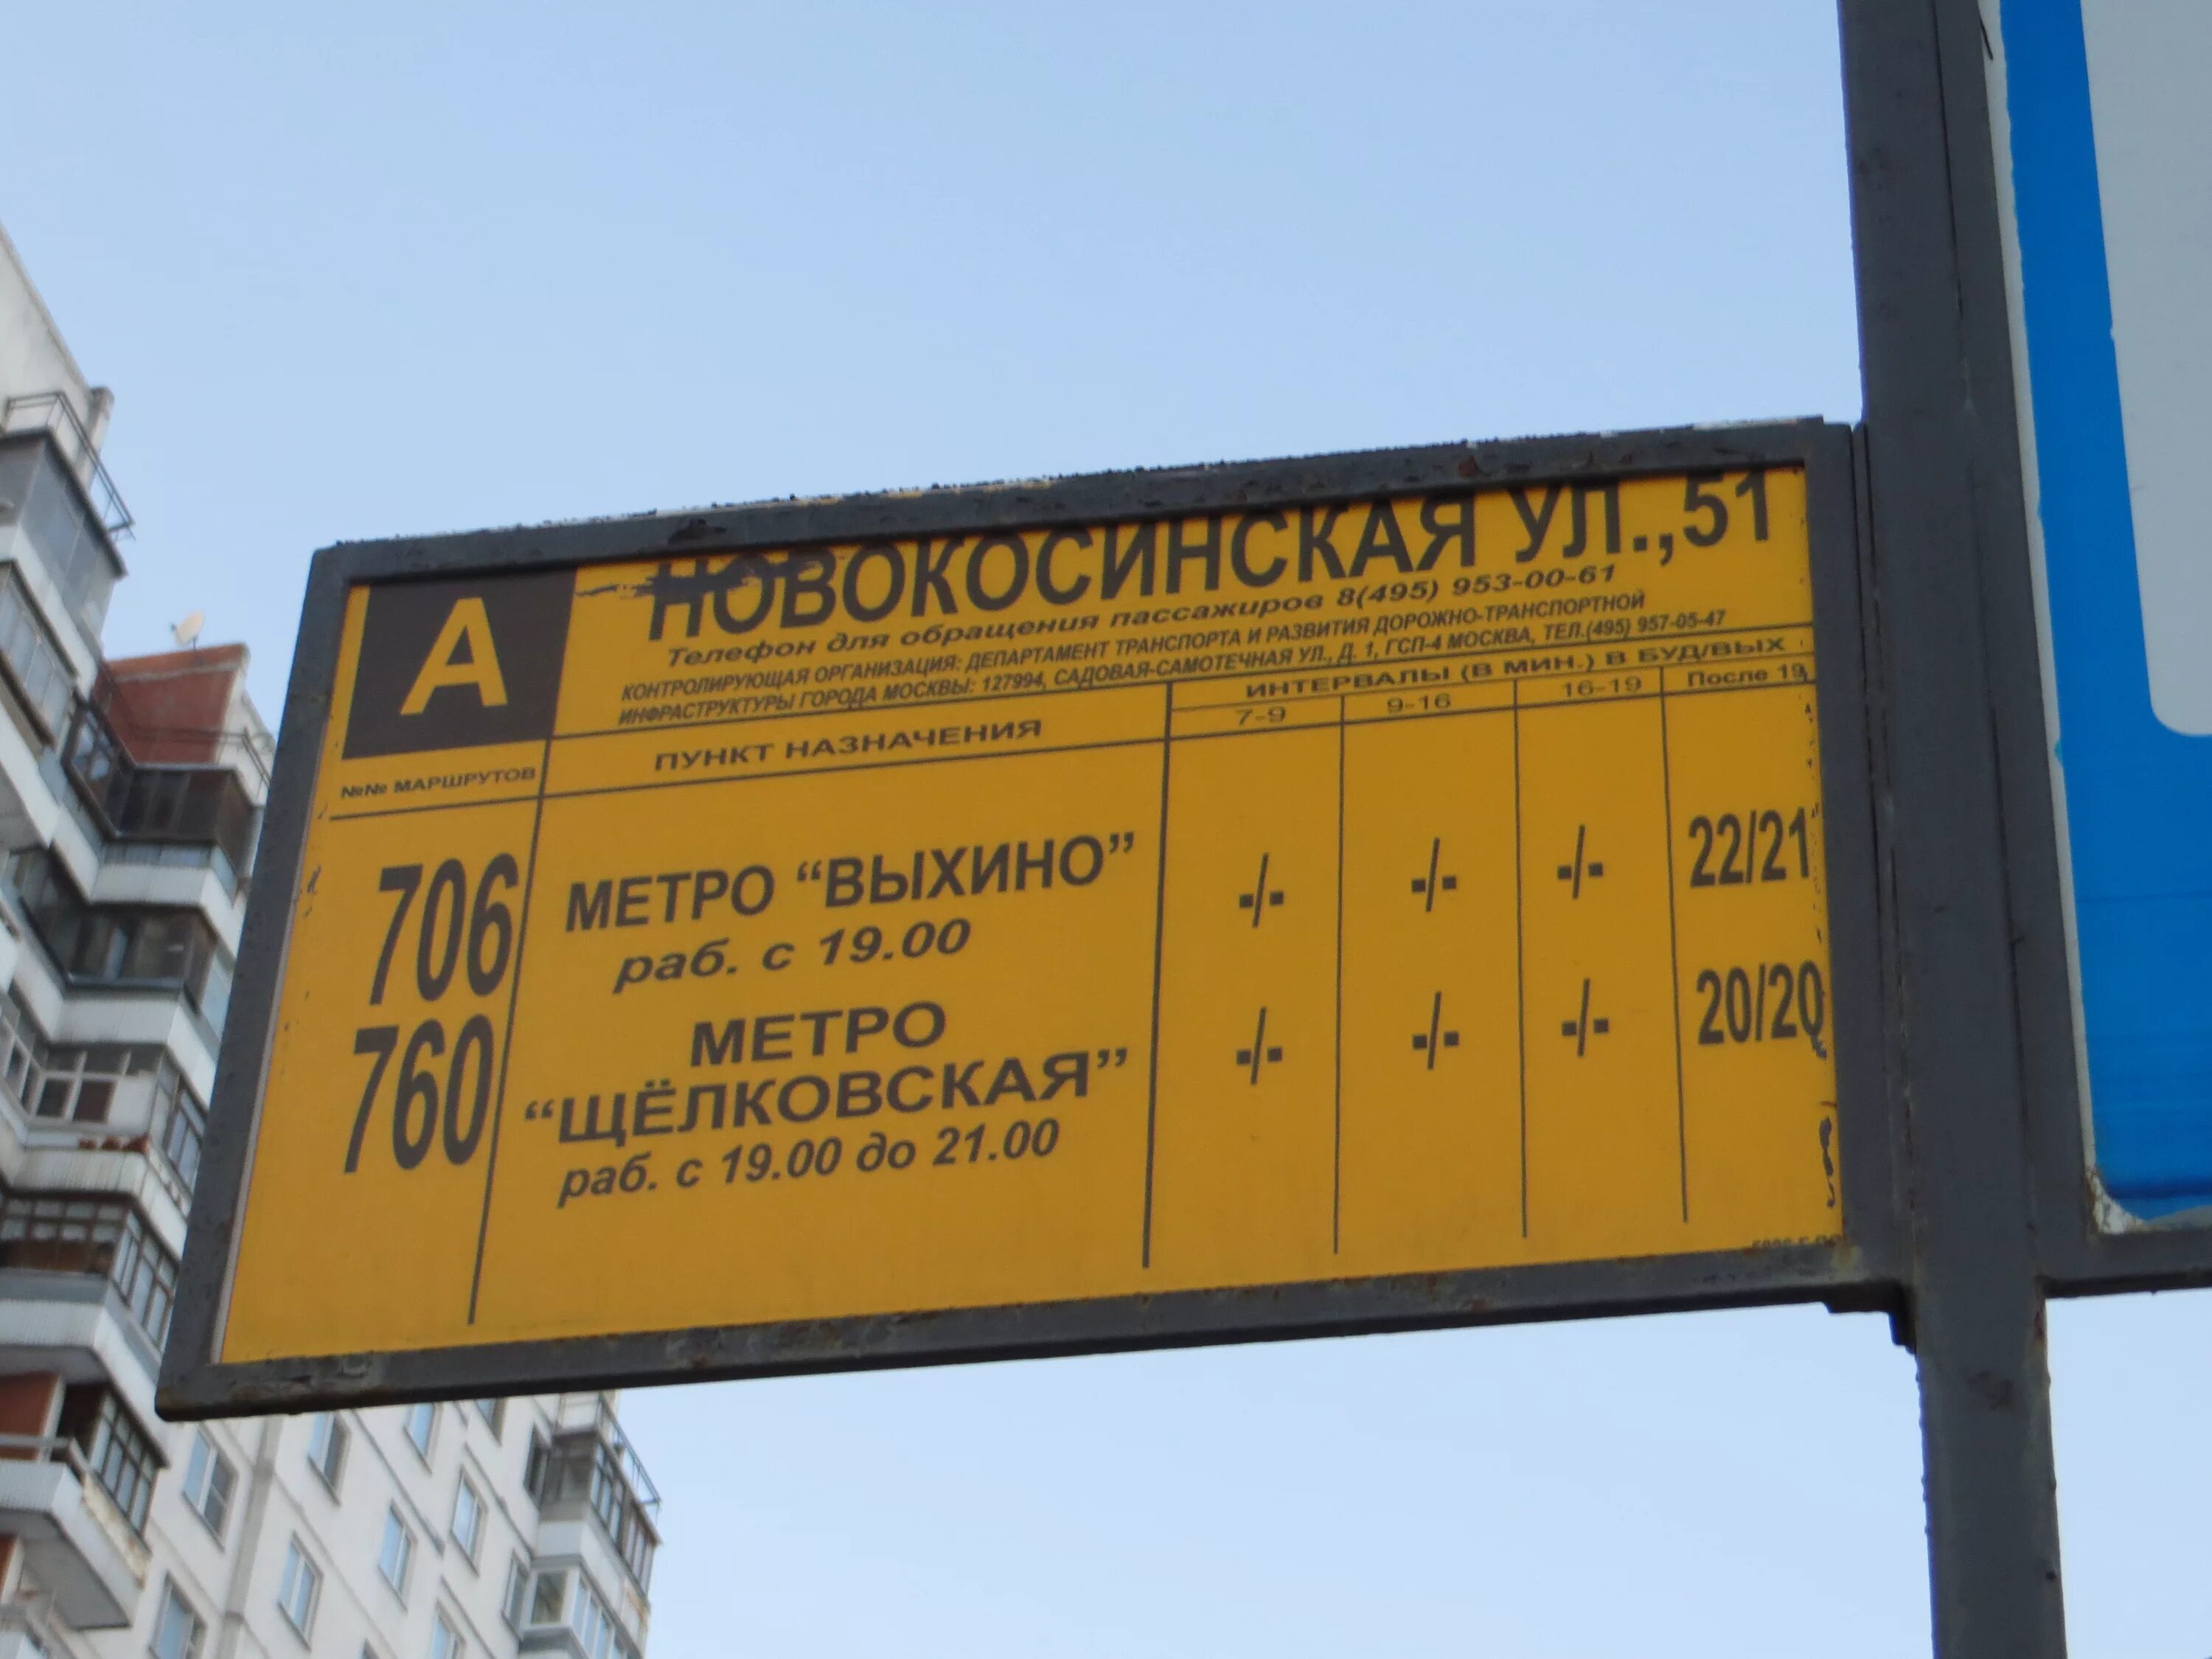 А
НОВОКОСИНСКАЯ УЛ.,51
Телефон для обращения пассажиров 8(495) 953-00-61
КОНТРОЛИРУЮЩАЯ ОРГАНИЗАЦИЯ: ДЕПАРТАМЕНТ ТРАНСПОРТА И РАЗВИТИЯ ДОРОЖНО-ТРАНСПОРТНОЙ
ИНФРАСТРУКТУРЫ ГОРОДА МОСКВЫ: 127994, САДОВАЯ-САМОТЕЧНАЯ УЛ., Д. 1, ГСП-4 МОСКВА, ТЕЛ.(495) 957-05-47
№№ МАРШРУТОВ
ПУНКТ НАЗНАЧЕНИЯ
ИНТЕРВАЛЫ (В МИН.) В БУД/ВЫХ
7-9 9-16 16-19 После 19
706 МЕТРО “ВЫХИНО” -/- -/- -/- 22/21
раб. с 19.00
760 МЕТРО -/- -/- -/- 20/20
“ЩЁЛКОВСКАЯ”
раб. с 19.00 до 21.00